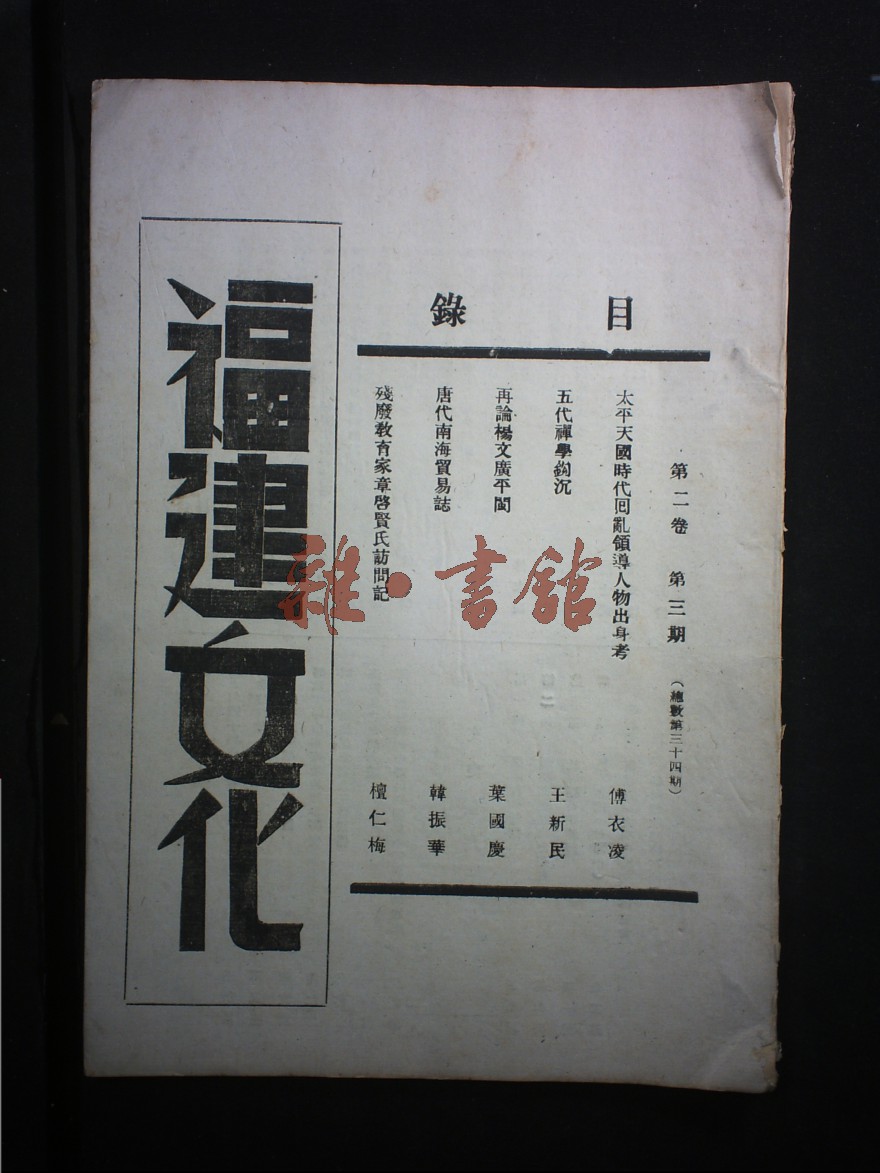 目錄
第二卷 第三期 (總數第三十四期)
太平天國時代回亂領導人物出身考 傅衣凌
五代禪學鈎沉 王新民
再論楊文廣平閩 葉國慶
唐代南海貿易誌 韓振華
殘廢教育家章啓賢氏訪問記 檀仁梅
福建文化
雜·書館